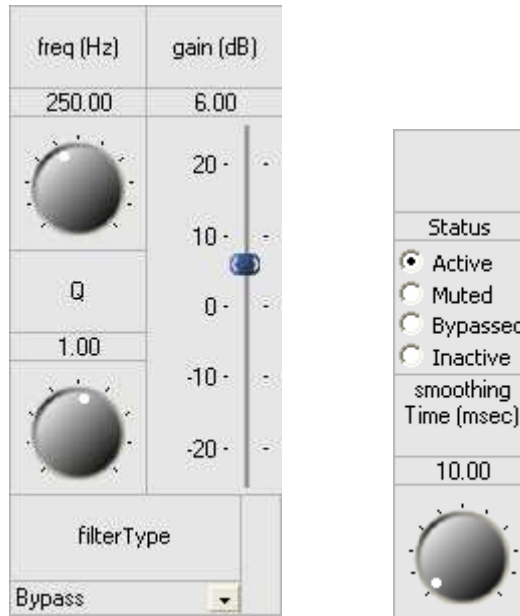 freq (Hz) gain (dB)
250.00 6.00
20
10
0
-10
-20
Q
1.00
filterType
Bypass
Status
Active
Muted
Bypassed
Inactive
smoothing
Time (msec)
10.00